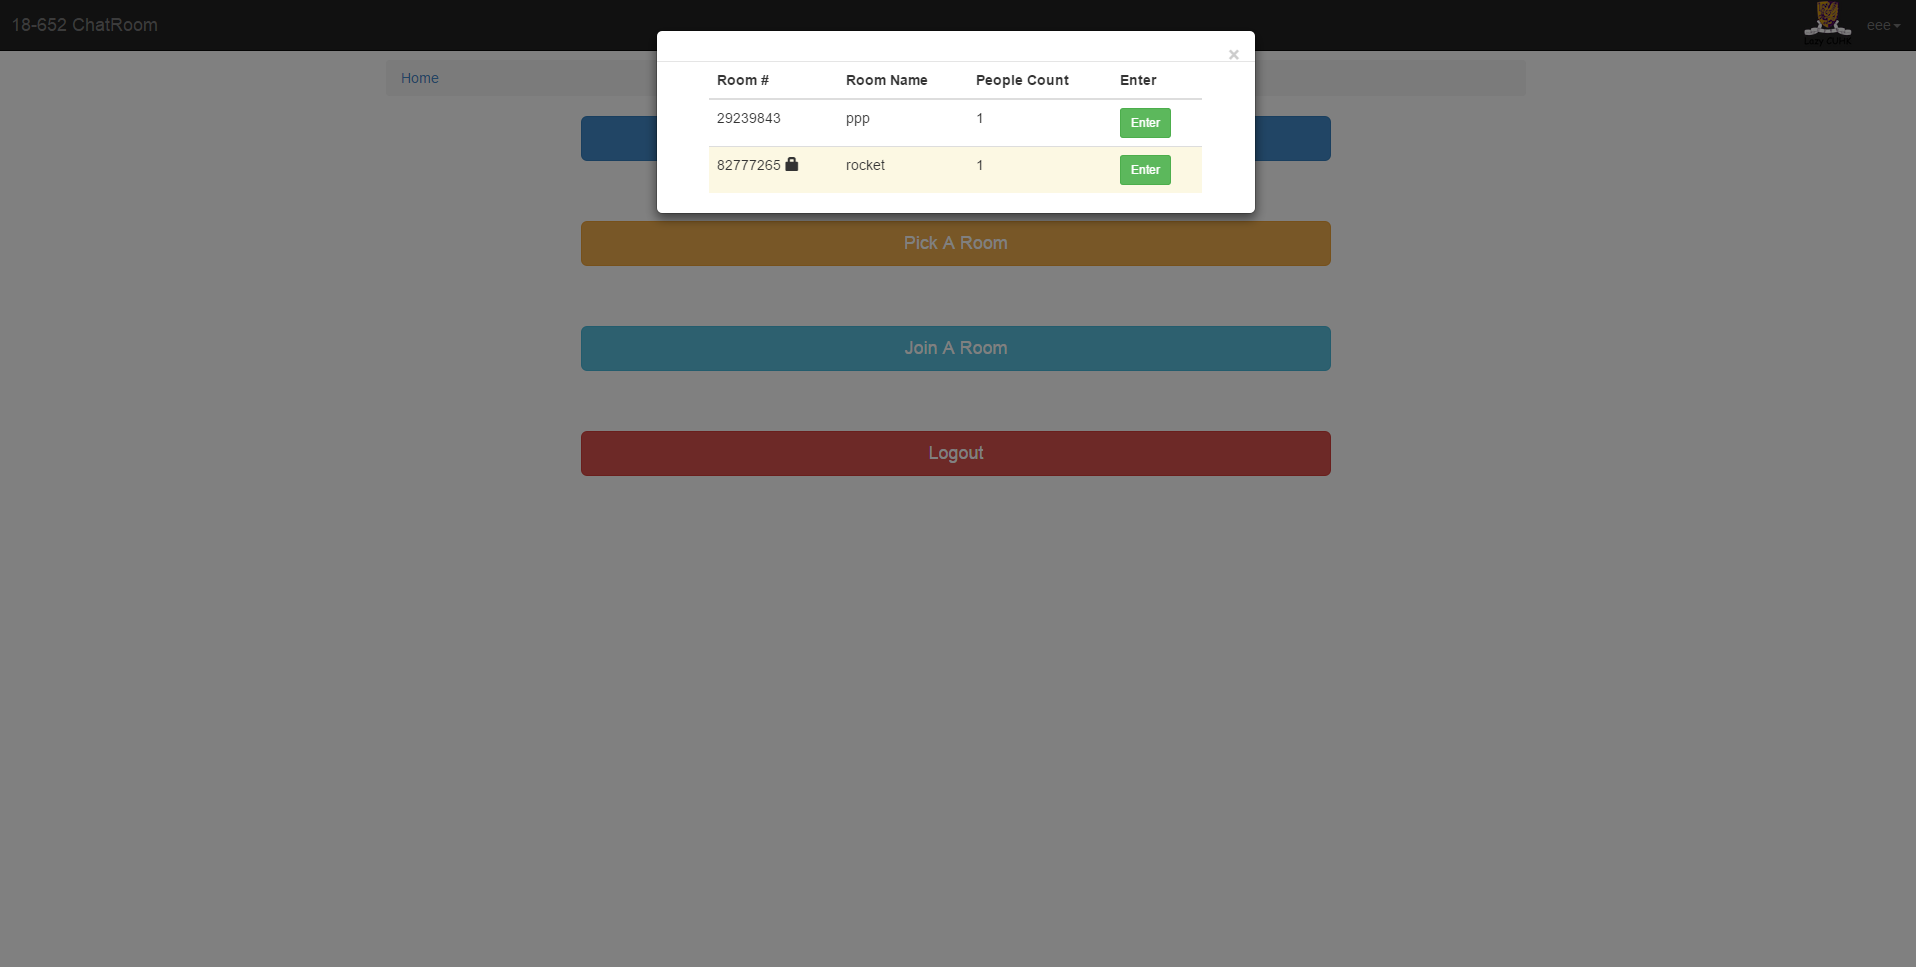 18-652 ChatRoom
eee
×
Home
Room # Room Name People Count Enter
29239843 ppp 1 Enter
82777265 rocket 1 Enter
Pick A Room
Join A Room
Logout